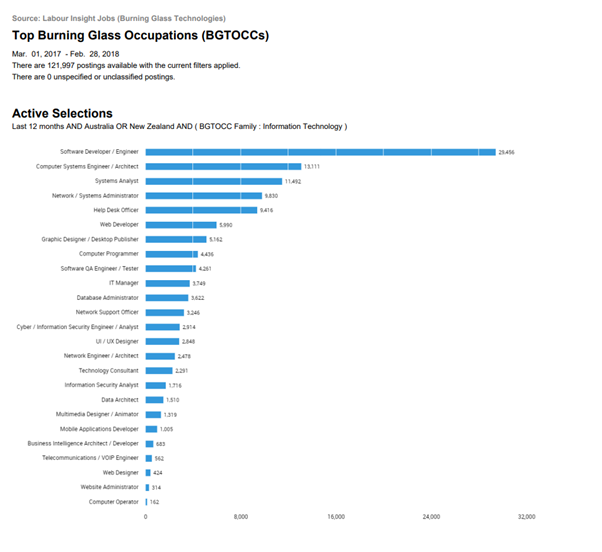 Source: Labour Insight Jobs (Burning Glass Technologies)
Top Burning Glass Occupations (BGTOCCs)
Mar. 01, 2017 - Feb. 28, 2018
There are 121,997 postings available with the current filters applied.
There are 0 unspecified or unclassified postings.
Active Selections
Last 12 months AND Australia OR New Zealand AND ( BGTOCC Family : Information Technology )
Software Developer / Engineer 29,456
Computer Systems Engineer / Architect 13,111
Systems Analyst 11,492
Network / Systems Administrator 9,830
Help Desk Officer 9,416
Web Developer 5,990
Graphic Designer / Desktop Publisher 5,162
Computer Programmer 4,436
Software QA Engineer / Tester 4,261
IT Manager 3,749
Database Administrator 3,622
Network Support Officer 3,246
Cyber / Information Security Engineer / Analyst 2,914
UI / UX Designer 2,848
Network Engineer / Architect 2,478
Technology Consultant 2,291
Information Security Analyst 1,716
Data Architect 1,510
Multimedia Designer / Animator 1,319
Mobile Applications Developer 1,005
Business Intelligence Architect / Developer 683
Telecommunications / VOIP Engineer 562
Web Designer 424
Website Administrator 314
Computer Operator 162
0 8,000 16,000 24,000 32,000